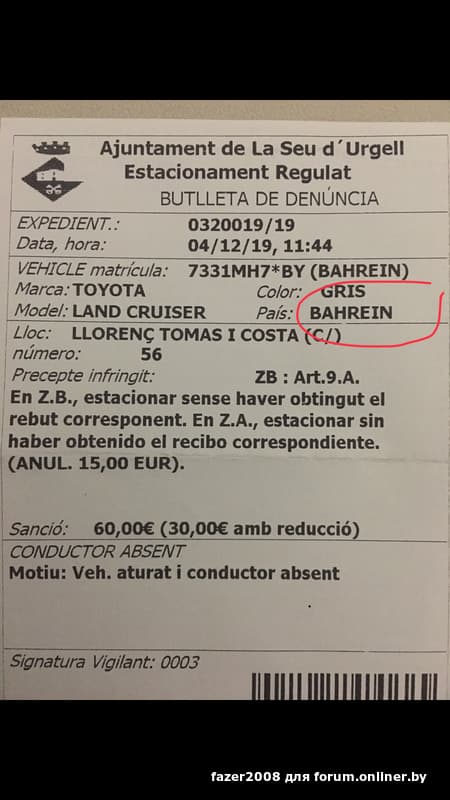 Ajuntament de La Seu d´Urgell
Estacionament Regulat
BUTLLETA DE DENÚNCIA
EXPEDIENT.: 0320019/19
Data, hora: 04/12/19, 11:44
VEHICLE matrícula: 7331MH7*BY (BAHREIN)
Marca: TOYOTA Color: GRIS
Model: LAND CRUISER País: BAHREIN
Lloc: LLORENÇ TOMAS I COSTA (C/)
número: 56
Precepte infringit: ZB : Art.9.A.
En Z.B., estacionar sense haver obtingut el
rebut corresponent. En Z.A., estacionar sin
haber obtenido el recibo correspondiente.
(ANUL. 15,00 EUR).
Sanció: 60,00€ (30,00€ amb reducció)
CONDUCTOR ABSENT
Motiu: Veh. aturat i conductor absent
Signatura Vigilant: 0003
fazer2008 для forum.onliner.by